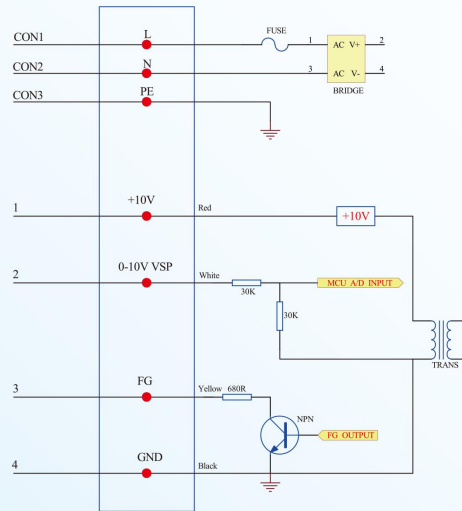 CON1 L FUSE 1 AC V+ 2
CON2 N 3 AC V- 4
BRIDGE
CON3 PE
1 +10V Red +10V
2 0-10V VSP White 30K MCU A/D INPUT
30K
TRANS
3 FG Yellow 680R NPN
FG OUTPUT
4 GND Black